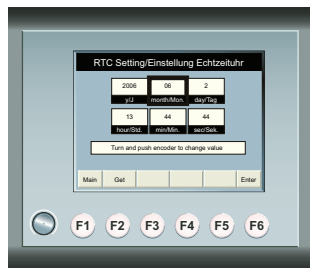 RTC Setting/Einstellung Echtzeituhr
2006 06 2
y/J month/Mon. day/Tag
13 44 44
hour/Std. min/Min. sec/Sek.
Turn and push encoder to change value
Main Get Enter
F1 F2 F3 F4 F5 F6